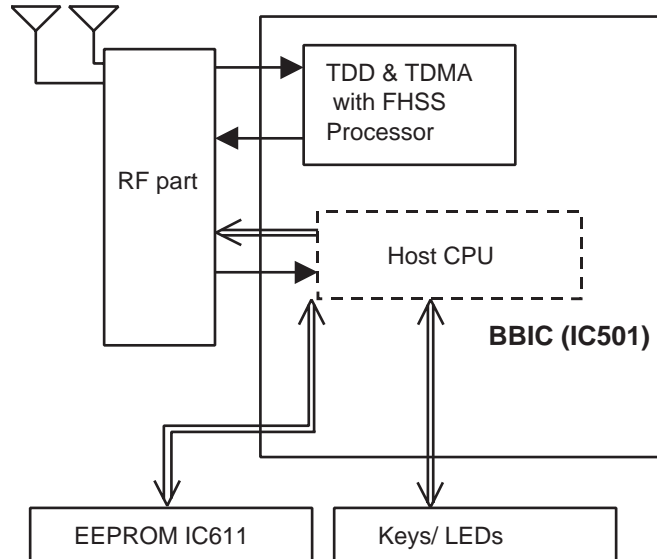 TDD & TDMA
with FHSS
Processor
RF part
Host CPU
BBIC (IC501)
EEPROM IC611
Keys/ LEDs